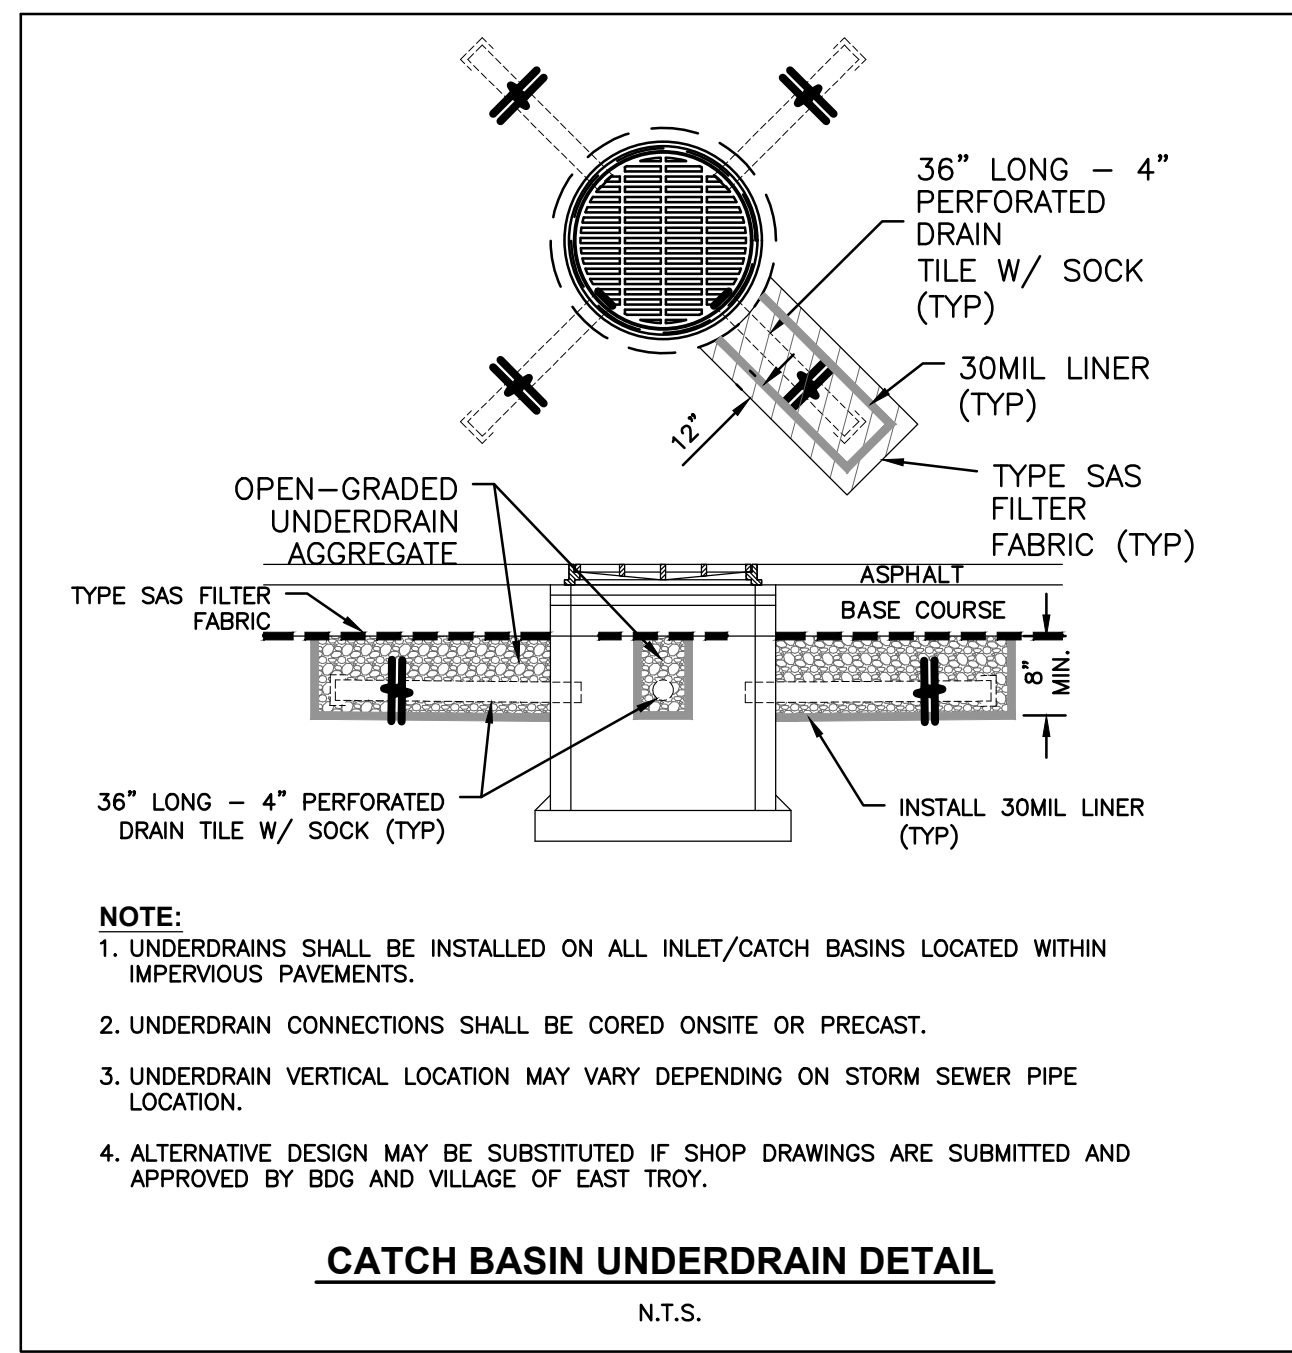 36" LONG – 4"
PERFORATED
DRAIN
TILE W/ SOCK
(TYP)
30MIL LINER
(TYP)
12"
TYPE SAS
FILTER
FABRIC (TYP)
OPEN-GRADED
UNDERDRAIN
AGGREGATE
ASPHALT
TYPE SAS FILTER
FABRIC
BASE COURSE
8"
MIN.
36" LONG – 4" PERFORATED
DRAIN TILE W/ SOCK (TYP)
INSTALL 30MIL LINER
(TYP)
NOTE:
1. UNDERDRAINS SHALL BE INSTALLED ON ALL INLET/CATCH BASINS LOCATED WITHIN
IMPERVIOUS PAVEMENTS.
2. UNDERDRAIN CONNECTIONS SHALL BE CORED ONSITE OR PRECAST.
3. UNDERDRAIN VERTICAL LOCATION MAY VARY DEPENDING ON STORM SEWER PIPE
LOCATION.
4. ALTERNATIVE DESIGN MAY BE SUBSTITUTED IF SHOP DRAWINGS ARE SUBMITTED AND
APPROVED BY BDG AND VILLAGE OF EAST TROY.
CATCH BASIN UNDERDRAIN DETAIL
N.T.S.